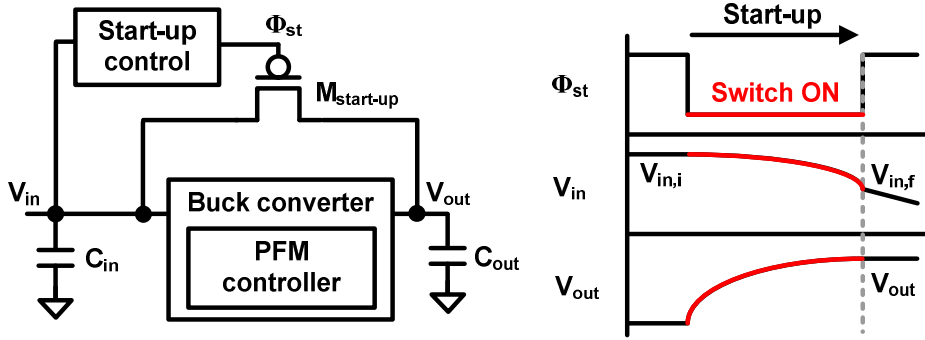 Start-up
control
Φst
Mstart-up
Vin
Buck converter
PFM
controller
Vout
Cin
Cout
Start-up
Φst
Switch ON
Vin
Vin,i
Vin,f
Vout
Vout